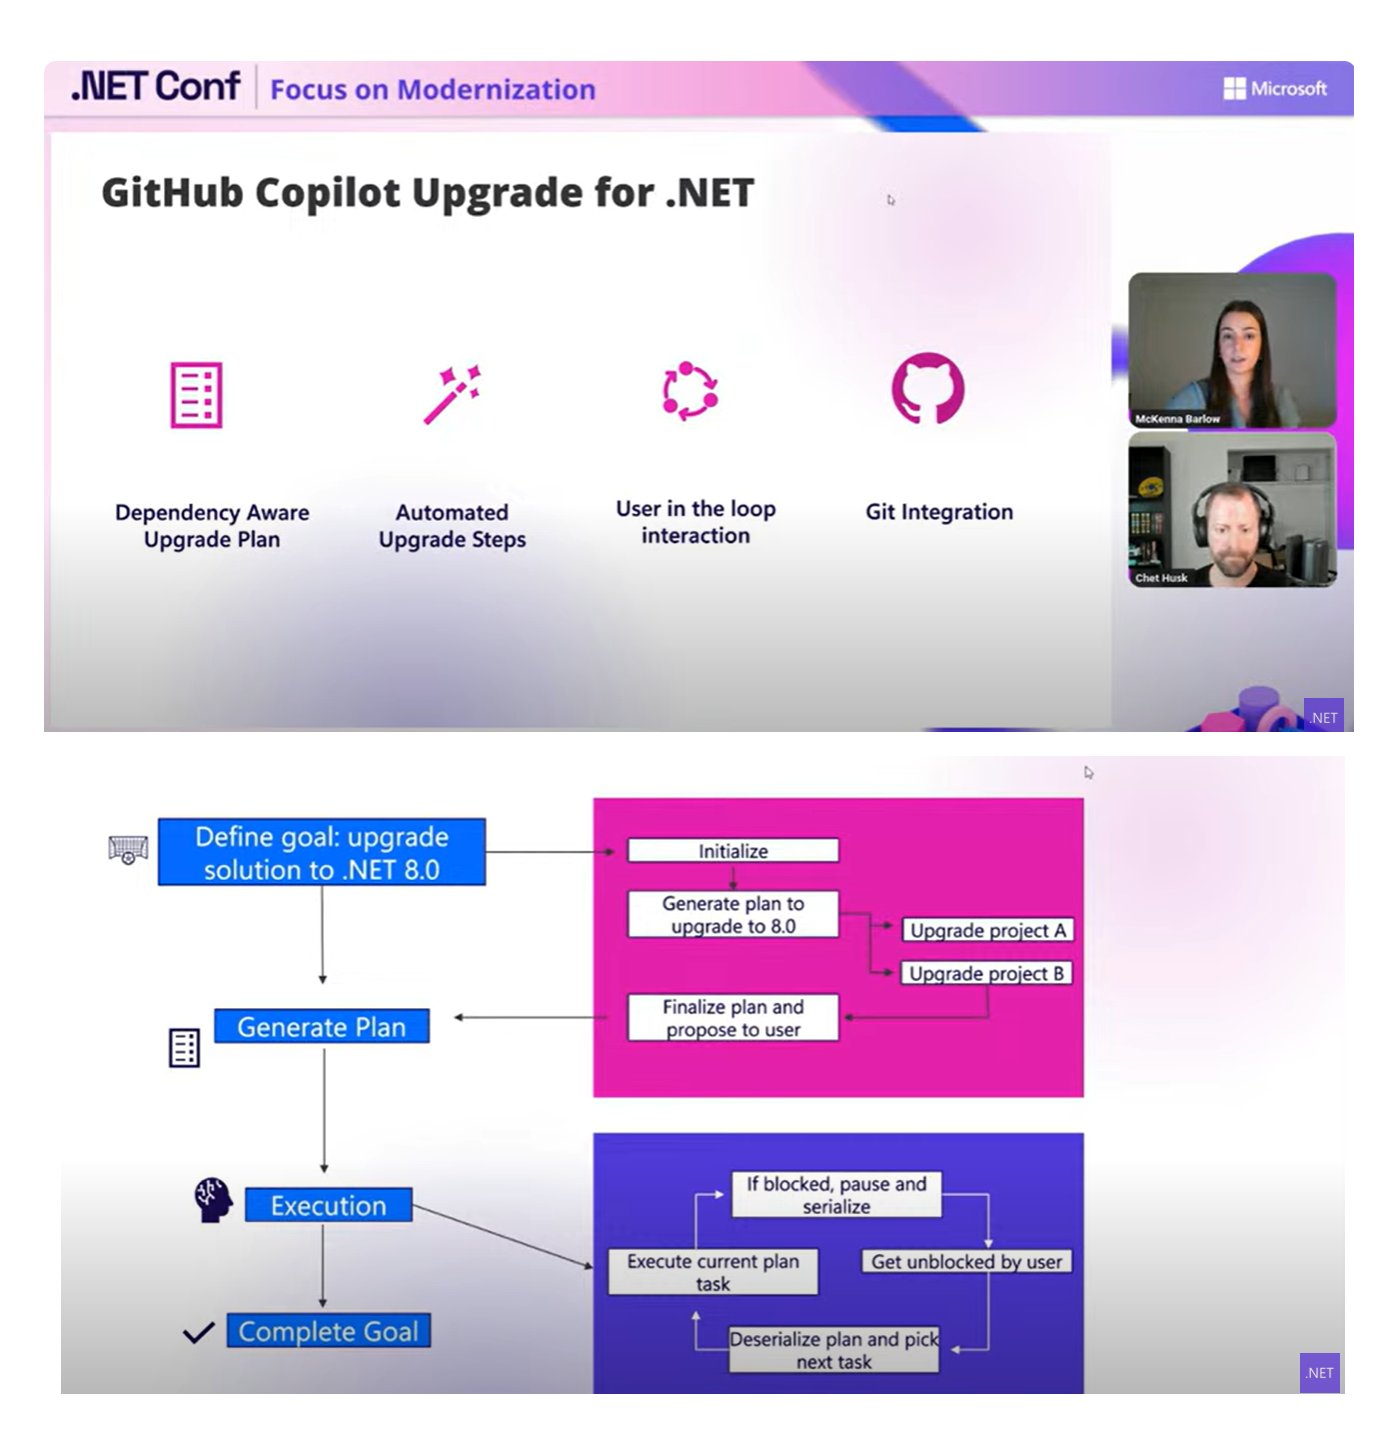 .NET Conf
Focus on Modernization
Microsoft
GitHub Copilot Upgrade for .NET
Dependency Aware
Upgrade Plan
Automated
Upgrade Steps
User in the loop
interaction
Git Integration
McKenna Barlow
Chet Husk
.NET
Define goal: upgrade
solution to .NET 8.0
Initialize
Generate plan to
upgrade to 8.0
Upgrade project A
Upgrade project B
Finalize plan and
propose to user
Generate Plan
Execution
If blocked, pause and
serialize
Execute current plan
task
Get unblocked by user
Deserialize plan and pick
next task
Complete Goal
.NET